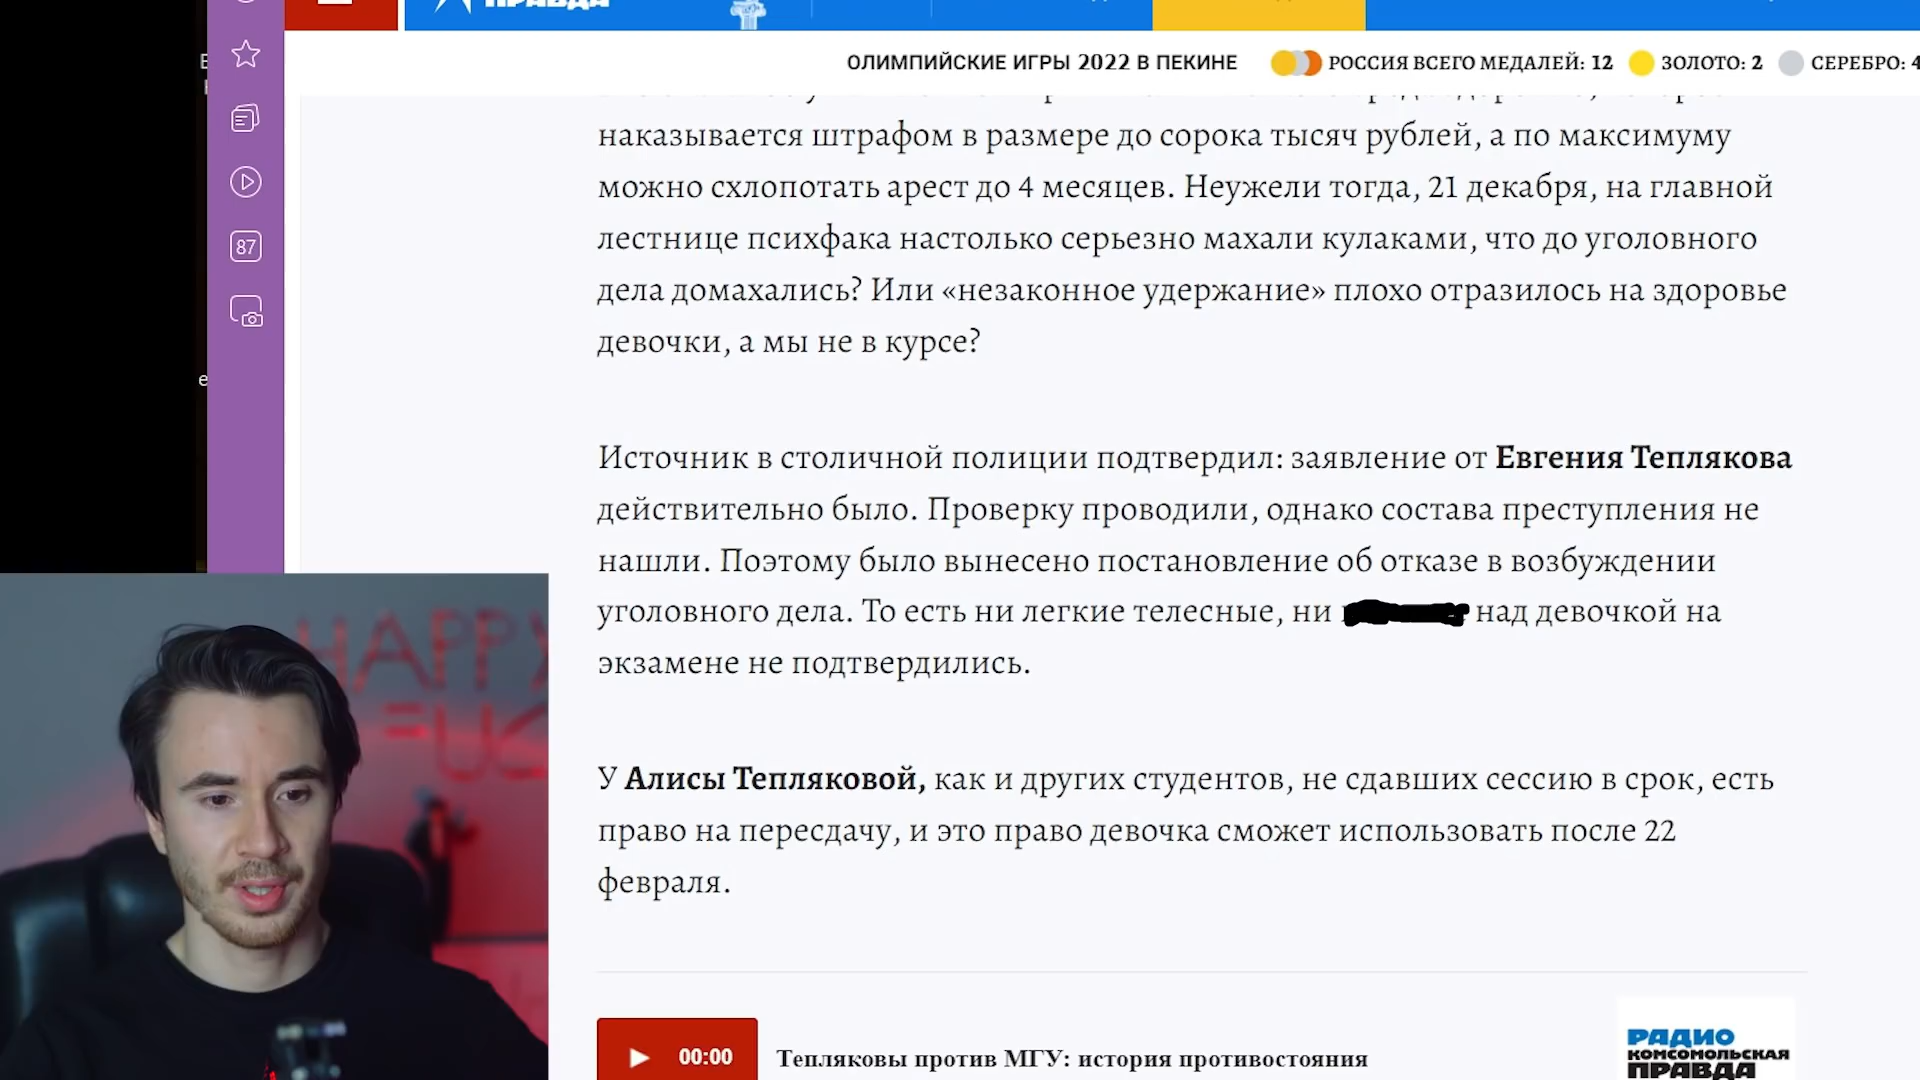 ПРАВДА
ОЛИМПИЙСКИЕ ИГРЫ 2022 В ПЕКИНЕ РОССИЯ ВСЕГО МЕДАЛЕЙ: 12 ЗОЛОТО: 2 СЕРЕБРО: 4
наказывается штрафом в размере до сорока тысяч рублей, а по максимуму
можно схлопотать арест до 4 месяцев. Неужели тогда, 21 декабря, на главной
лестнице психфака настолько серьезно махали кулаками, что до уголовного
дела домахались? Или «незаконное удержание» плохо отразилось на здоровье
девочки, а мы не в курсе?
Источник в столичной полиции подтвердил: заявление от Евгения Теплякова
действительно было. Проверку проводили, однако состава преступления не
нашли. Поэтому было вынесено постановление об отказе в возбуждении
уголовного дела. То есть ни легкие телесные, ни над девочкой на
экзамене не подтвердились.
У Алисы Тепляковой, как и других студентов, не сдавших сессию в срок, есть
право на пересдачу, и это право девочка сможет использовать после 22
февраля.
00:00 Тепляковы против МГУ: история противостояния
РАДИО
КОМСОМОЛЬСКАЯ
ПРАВДА
87
HAPPY